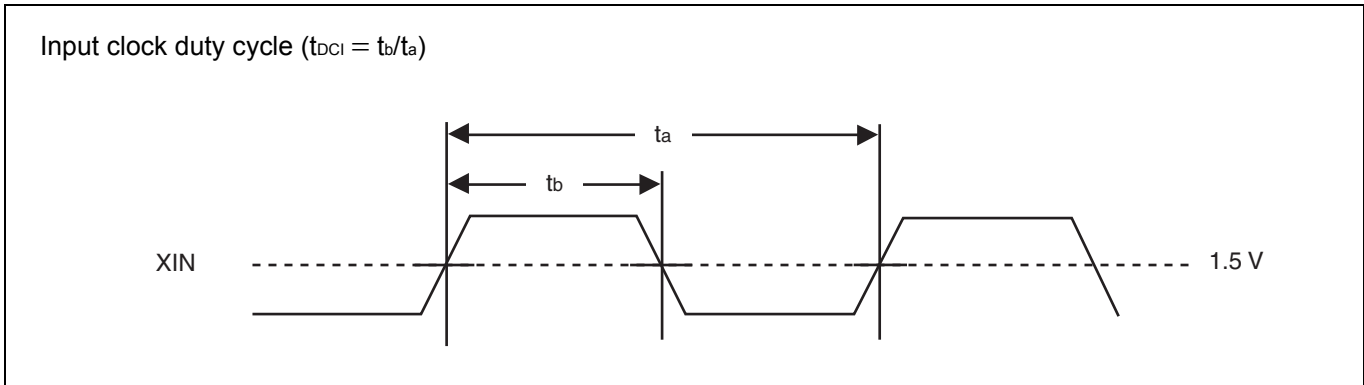 Input clock duty cycle (tDCI = tb/ta)
ta
tb
XIN
1.5 V